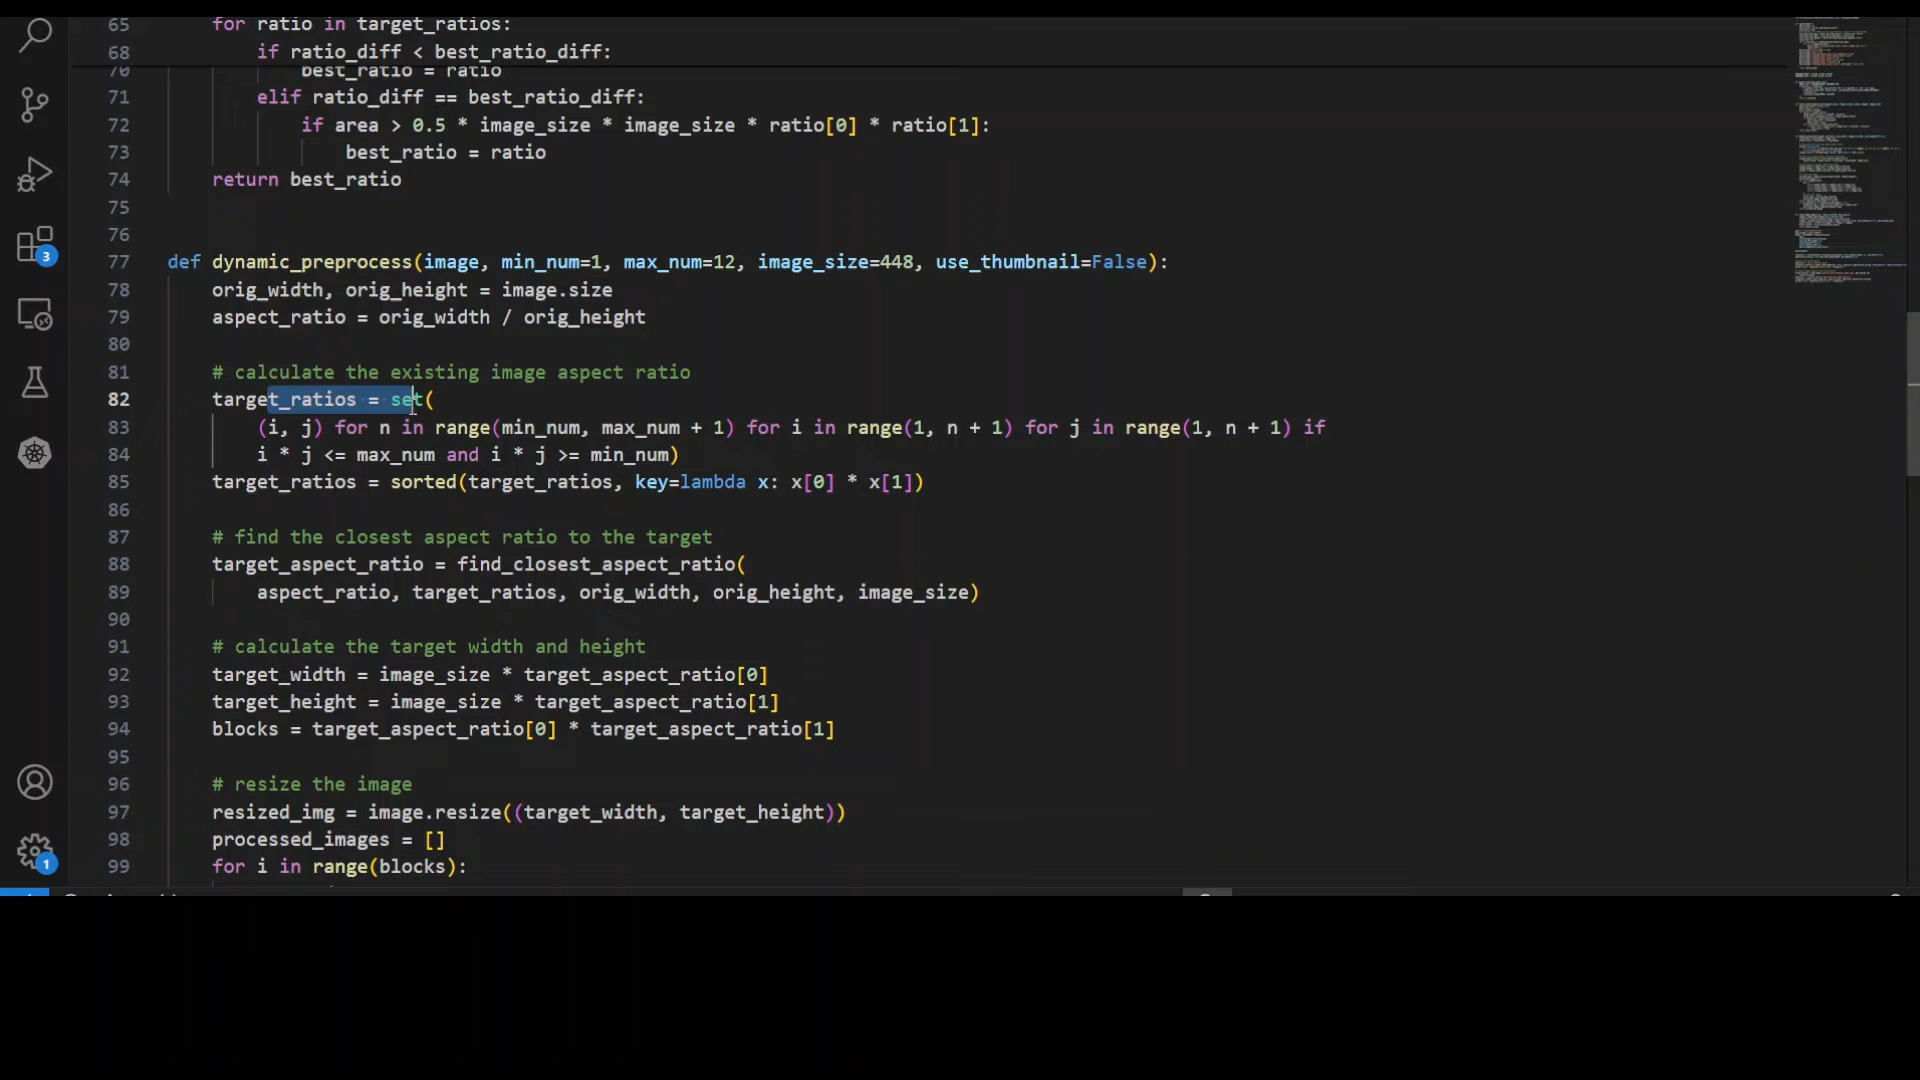 65 for ratio in target_ratios:
68 if ratio_diff < best_ratio_diff:
70 best_ratio = ratio
71 elif ratio_diff == best_ratio_diff:
72 if area > 0.5 * image_size * image_size * ratio[0] * ratio[1]:
73 best_ratio = ratio
74 return best_ratio
75
76
77 def dynamic_preprocess(image, min_num=1, max_num=12, image_size=448, use_thumbnail=False):
78 orig_width, orig_height = image.size
79 aspect_ratio = orig_width / orig_height
80
81 # calculate the existing image aspect ratio
82 target_ratios = set(
83 (i, j) for n in range(min_num, max_num + 1) for i in range(1, n + 1) for j in range(1, n + 1) if
84 i * j <= max_num and i * j >= min_num)
85 target_ratios = sorted(target_ratios, key=lambda x: x[0] * x[1])
86
87 # find the closest aspect ratio to the target
88 target_aspect_ratio = find_closest_aspect_ratio(
89 aspect_ratio, target_ratios, orig_width, orig_height, image_size)
90
91 # calculate the target width and height
92 target_width = image_size * target_aspect_ratio[0]
93 target_height = image_size * target_aspect_ratio[1]
94 blocks = target_aspect_ratio[0] * target_aspect_ratio[1]
95
96 # resize the image
97 resized_img = image.resize((target_width, target_height))
98 processed_images = []
99 for i in range(blocks):
3
1